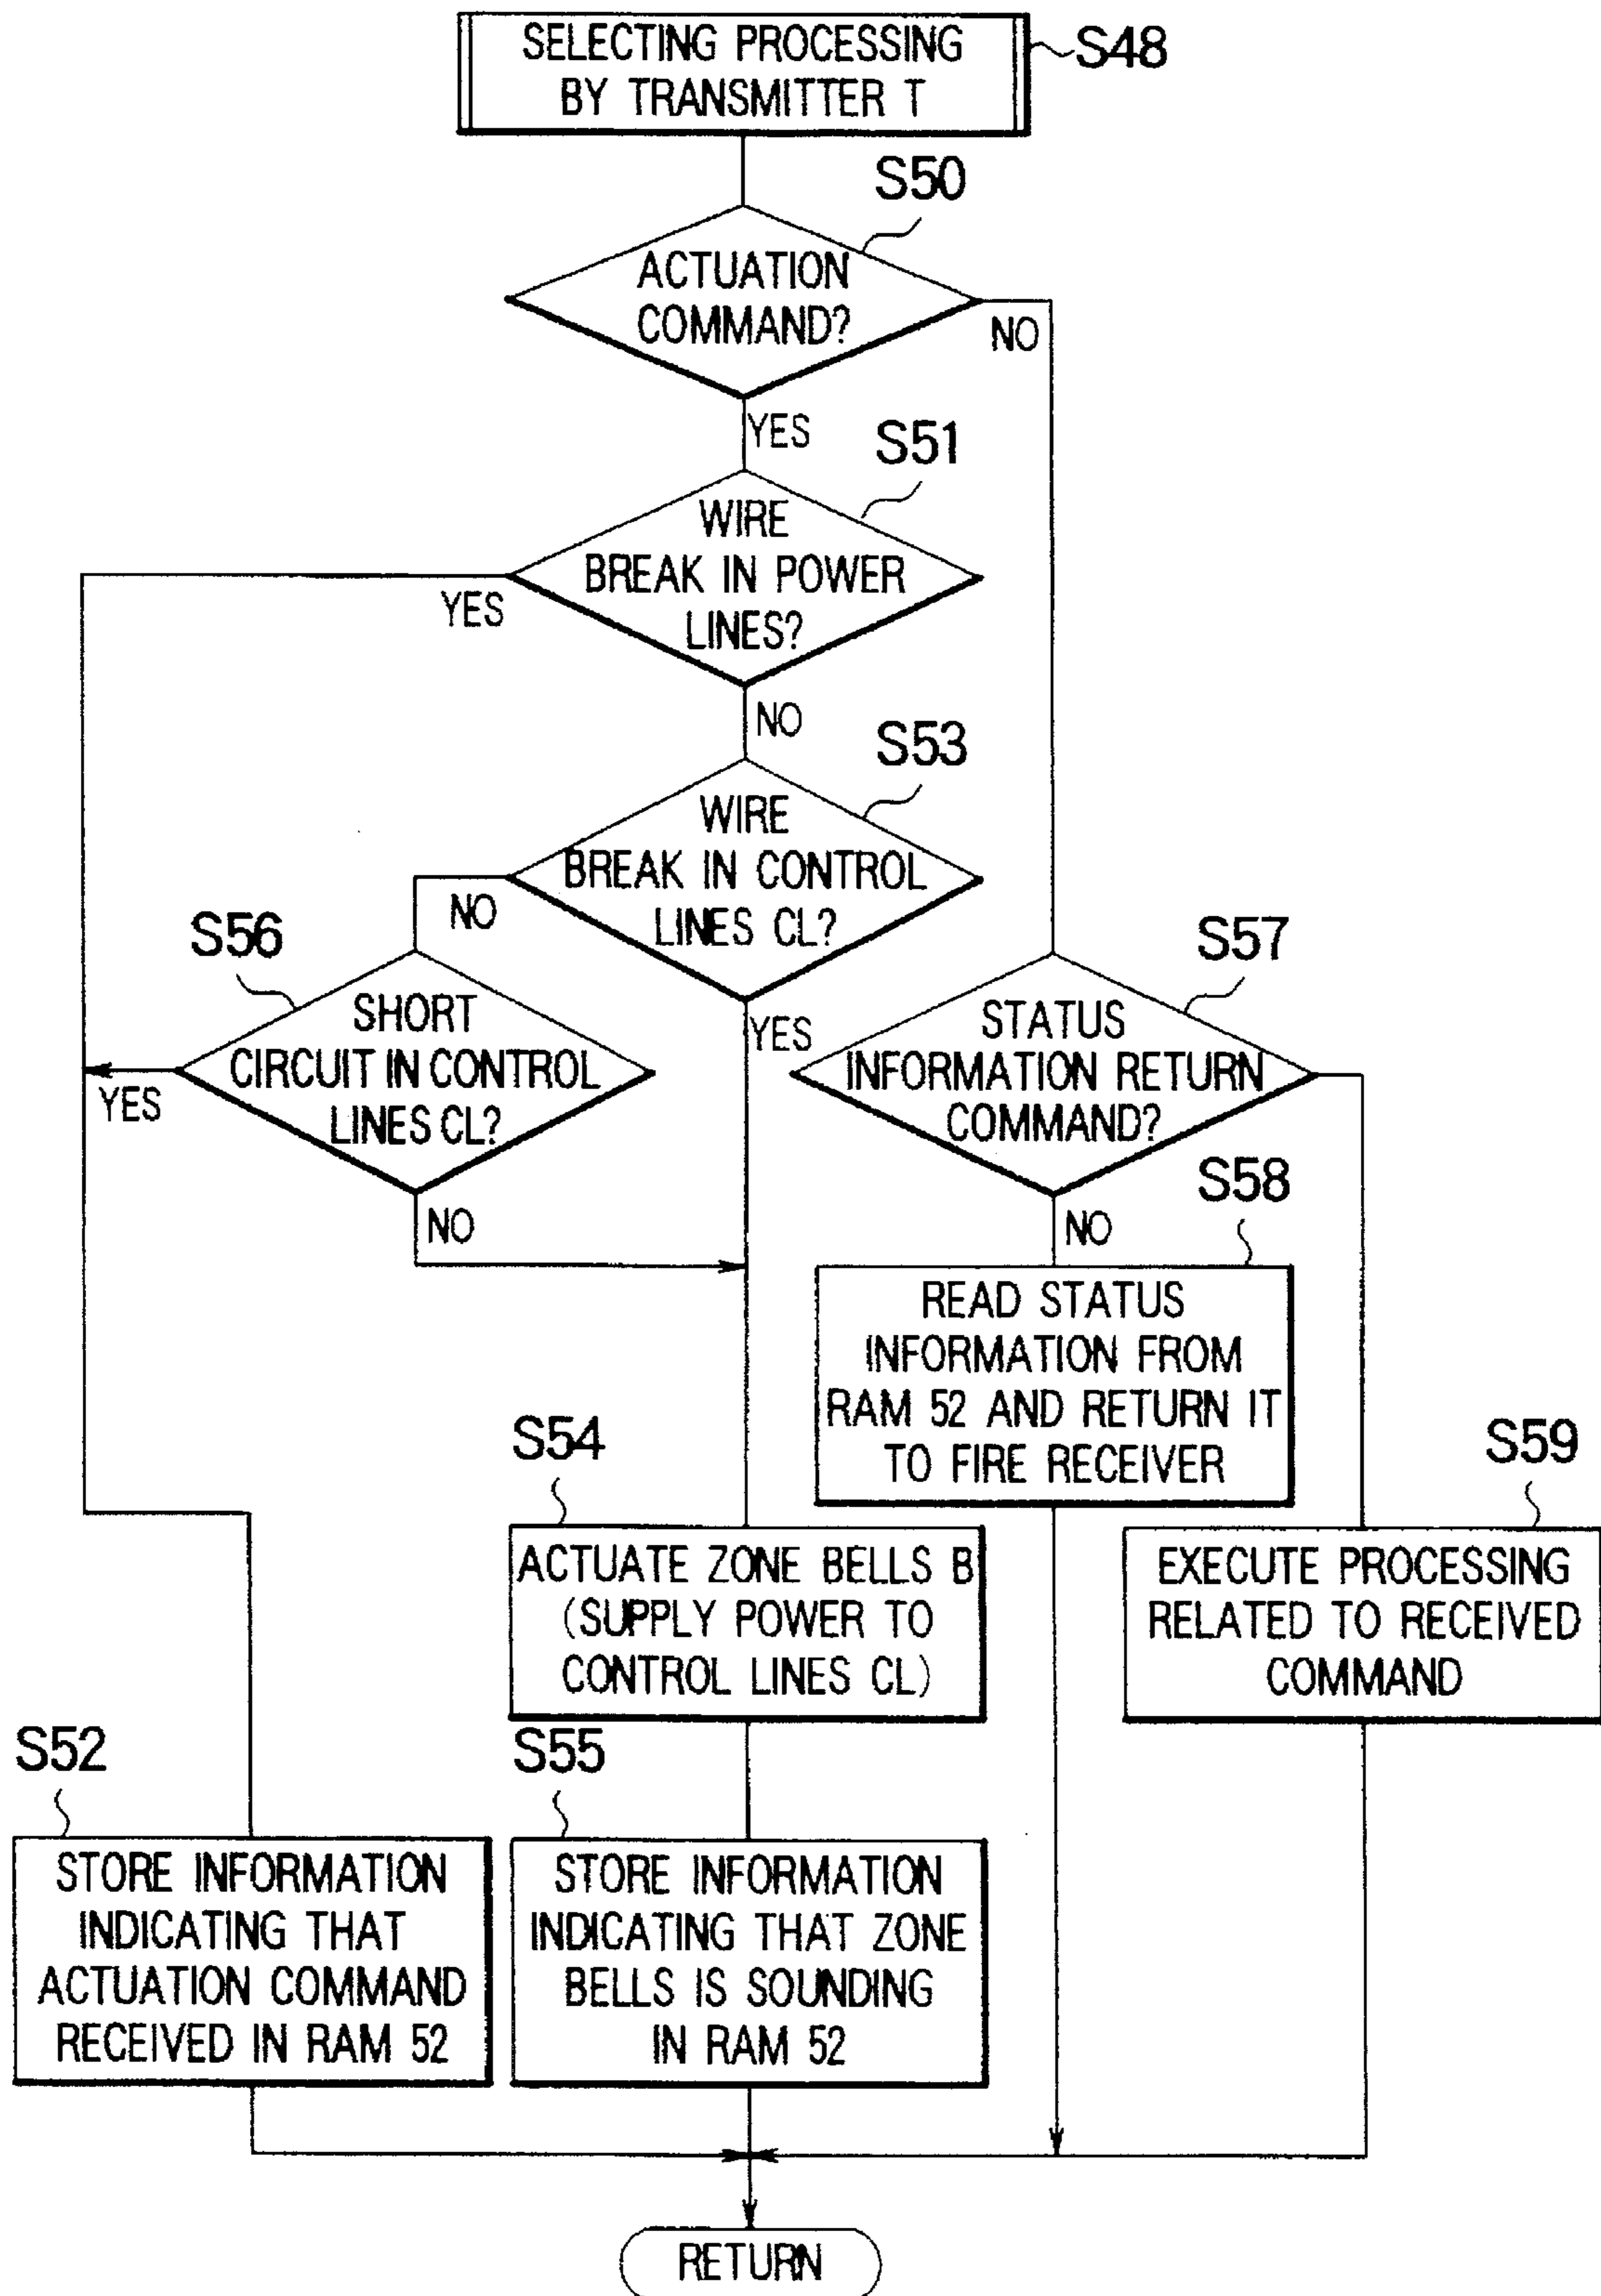 SELECTING PROCESSING
BY TRANSMITTER T
S48
S50
ACTUATION
COMMAND?
NO
YES
S51
WIRE
BREAK IN POWER
LINES?
YES
NO
S53
WIRE
BREAK IN CONTROL
LINES CL?
NO
YES
S56
SHORT
CIRCUIT IN CONTROL
LINES CL?
YES
NO
S57
STATUS
INFORMATION RETURN
COMMAND?
NO
S58
READ STATUS
INFORMATION FROM
RAM 52 AND RETURN IT
TO FIRE RECEIVER
S54
ACTUATE ZONE BELLS B
(SUPPLY POWER TO
CONTROL LINES CL)
S59
EXECUTE PROCESSING
RELATED TO RECEIVED
COMMAND
S52
STORE INFORMATION
INDICATING THAT
ACTUATION COMMAND
RECEIVED IN RAM 52
S55
STORE INFORMATION
INDICATING THAT ZONE
BELLS IS SOUNDING
IN RAM 52
RETURN